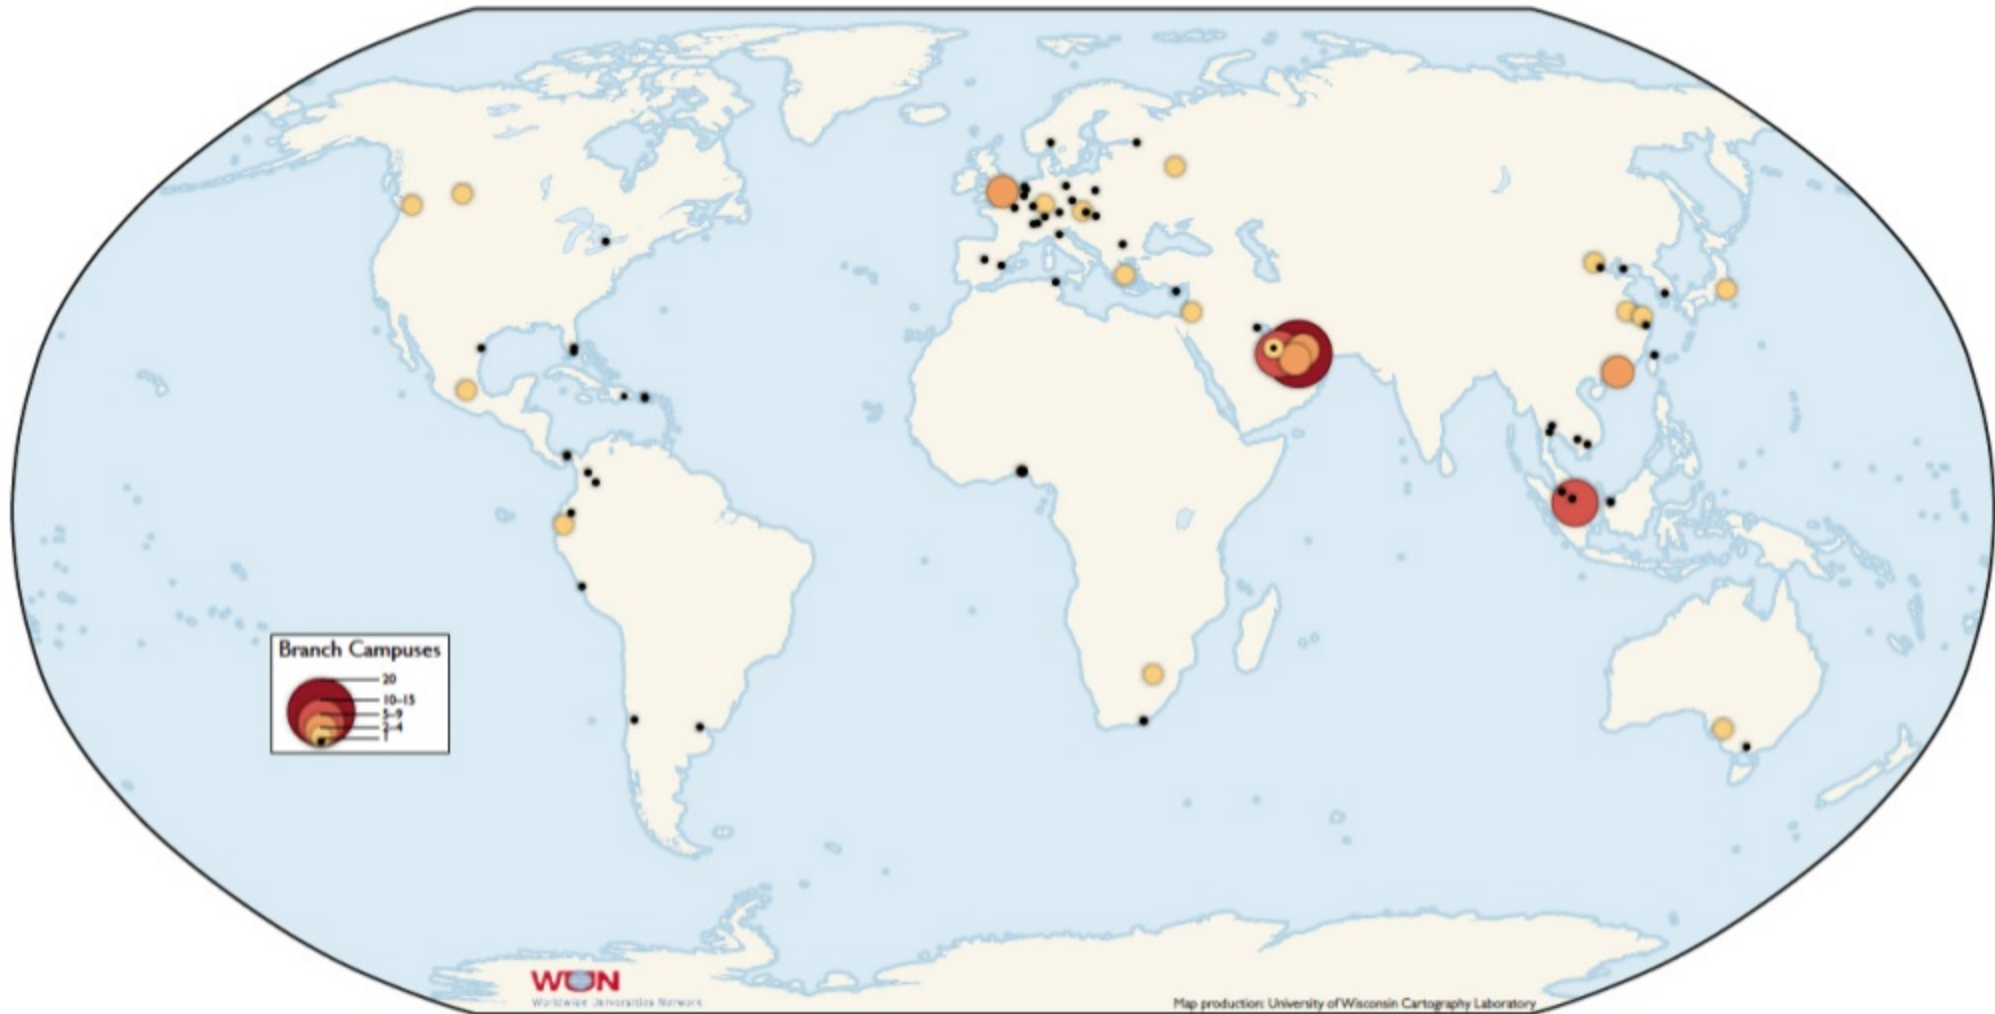 Branch Campuses
20
10–15
5–9
2–4
1
WUN
Worldwide Universities Network
Map production: University of Wisconsin Cartography Laboratory